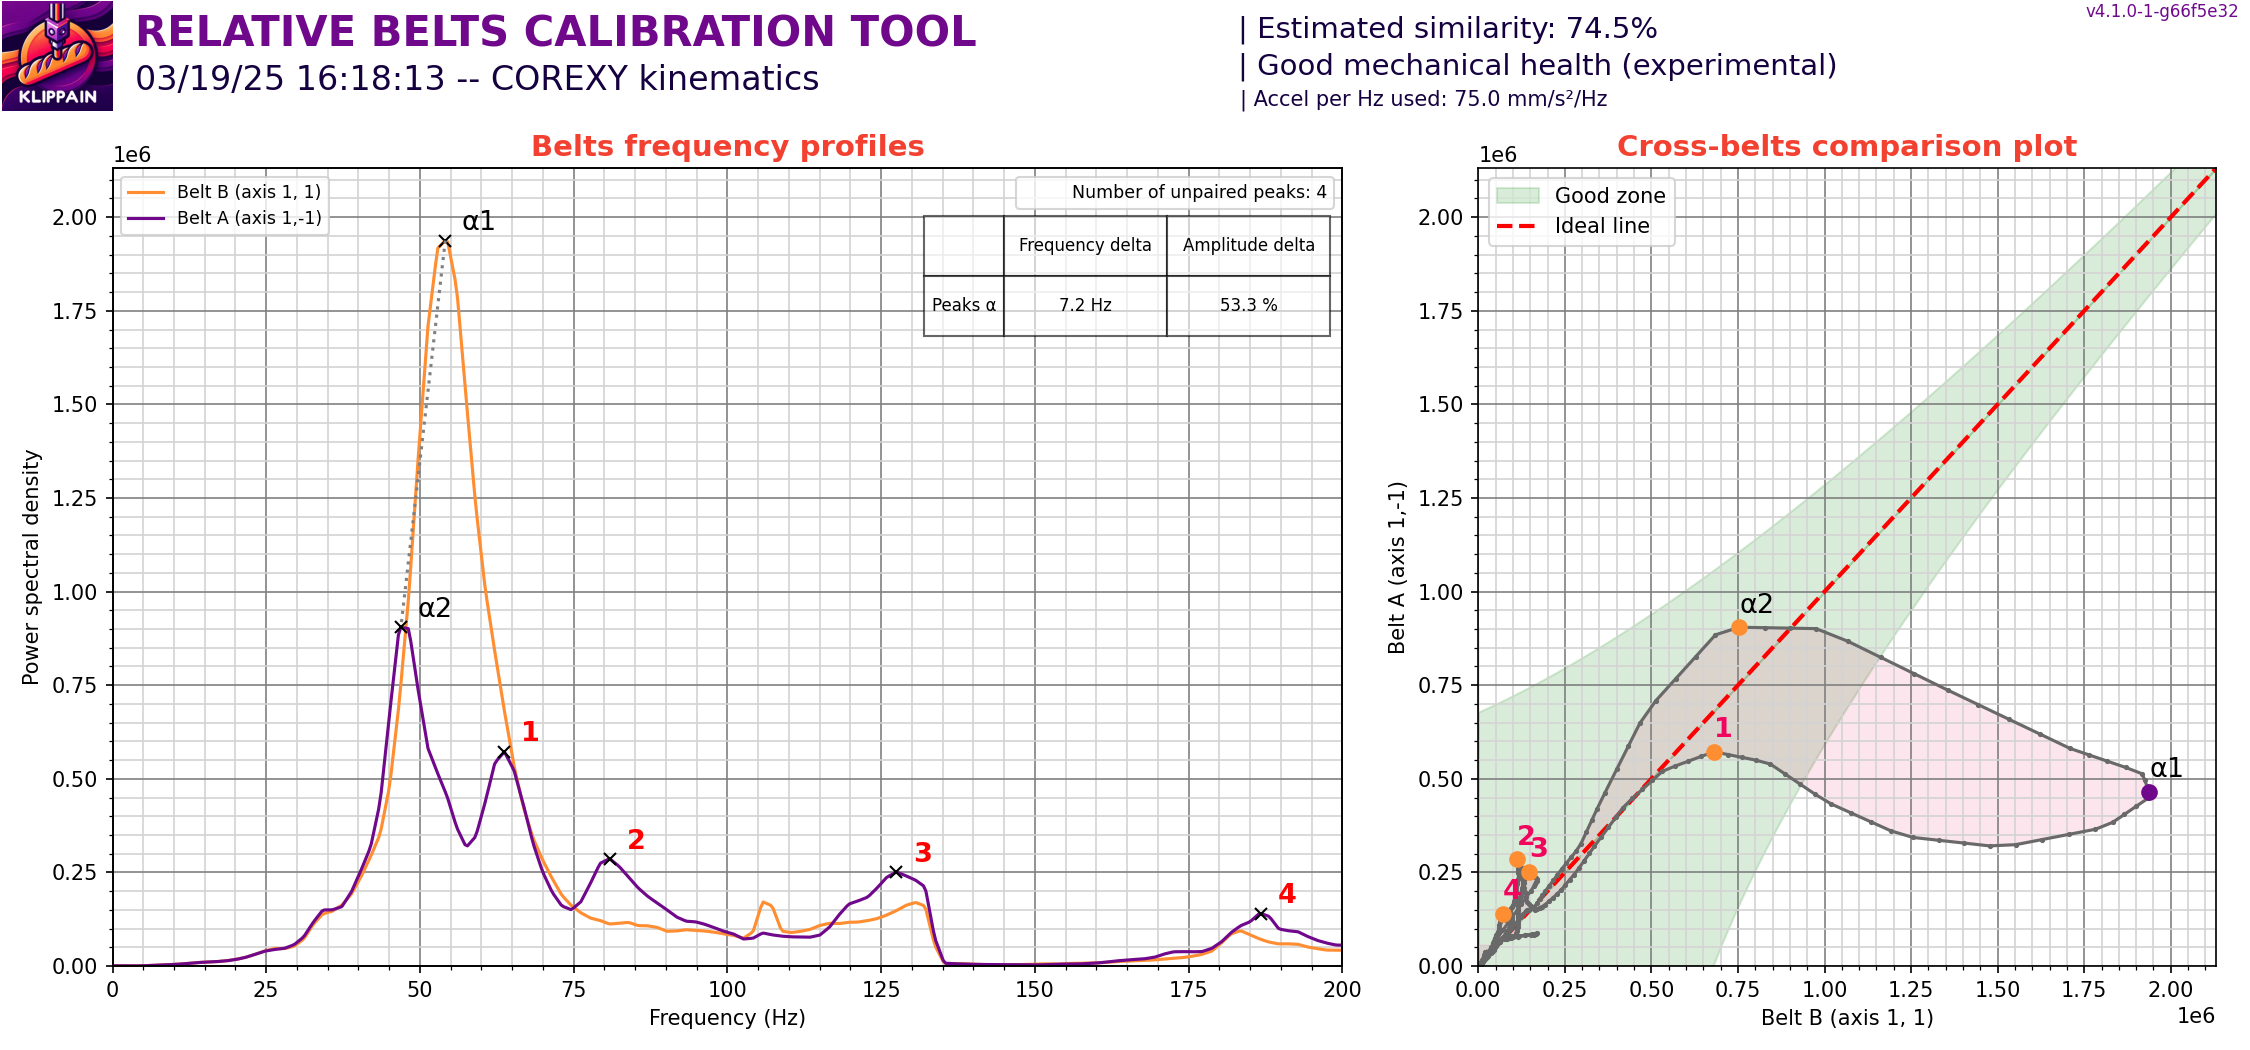 KLIPPAIN
RELATIVE BELTS CALIBRATION TOOL
03/19/25 16:18:13 -- COREXY kinematics
| Estimated similarity: 74.5%
| Good mechanical health (experimental)
| Accel per Hz used: 75.0 mm/s²/Hz
v4.1.0-1-g66f5e32
Belts frequency profiles
1e6
Belt B (axis 1, 1)
Belt A (axis 1,-1)
Number of unpaired peaks: 4
Frequency delta Amplitude delta
Peaks α 7.2 Hz 53.3 %
α1
α2
1
2
3
4
Power spectral density
2.00
1.75
1.50
1.25
1.00
0.75
0.50
0.25
0.00
0 25 50 75 100 125 150 175 200
Frequency (Hz)
Cross-belts comparison plot
1e6
Good zone
Ideal line
α2
1
α1
2
3
4
Belt A (axis 1,-1)
2.00
1.75
1.50
1.25
1.00
0.75
0.50
0.25
0.00
0.00 0.25 0.50 0.75 1.00 1.25 1.50 1.75 2.00
Belt B (axis 1, 1)
1e6